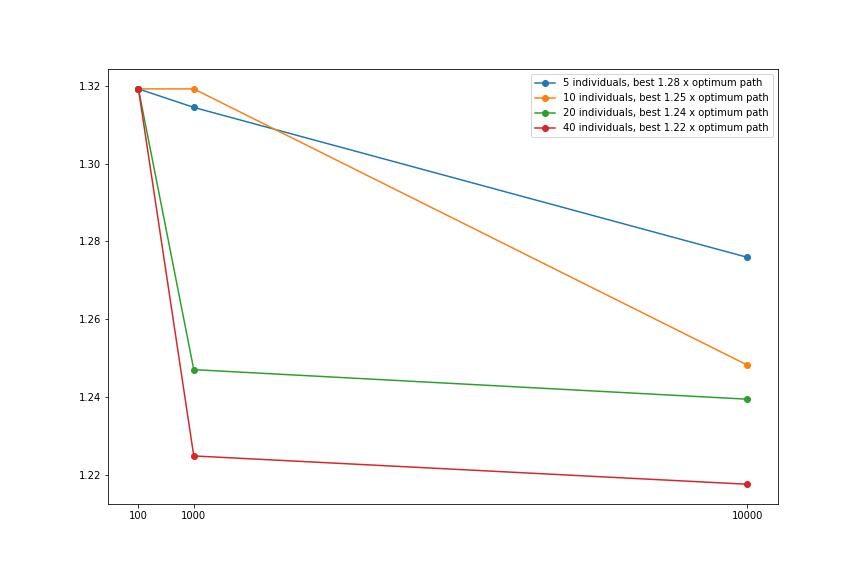 5 individuals, best 1.28 x optimum path
10 individuals, best 1.25 x optimum path
20 individuals, best 1.24 x optimum path
40 individuals, best 1.22 x optimum path
1.32
1.30
1.28
1.26
1.24
1.22
100 1000 10000